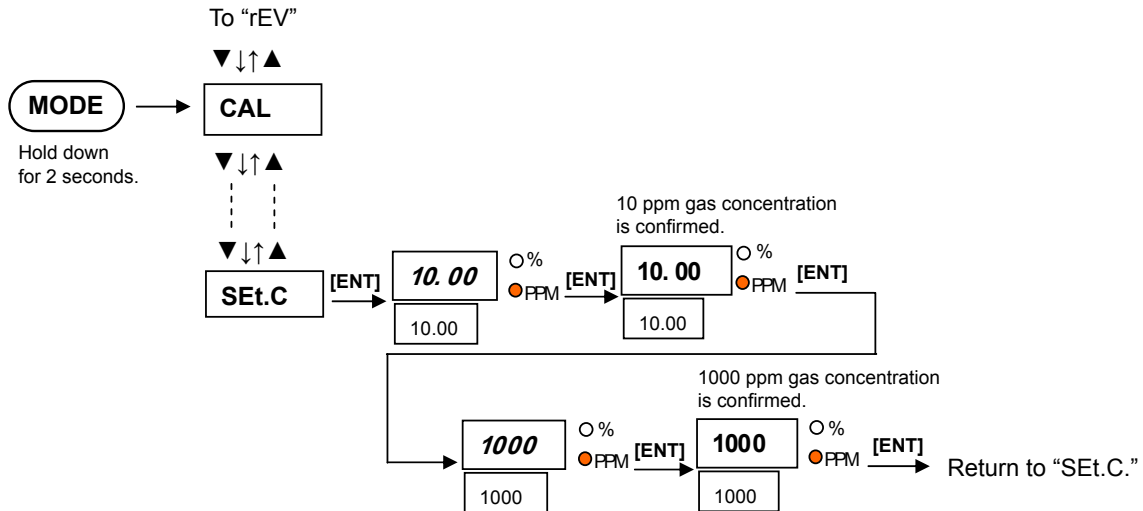 To “rEV”
▼↓↑▲
MODE
CAL
Hold down
for 2 seconds.
▼↓↑▲
▼↓↑▲
SEt.C
[ENT]
10. 00
%
PPM
10.00
[ENT]
10 ppm gas concentration
is confirmed.
10. 00
%
PPM
10.00
[ENT]
1000
%
PPM
1000
[ENT]
1000 ppm gas concentration
is confirmed.
1000
%
PPM
1000
[ENT]
Return to “SEt.C.”